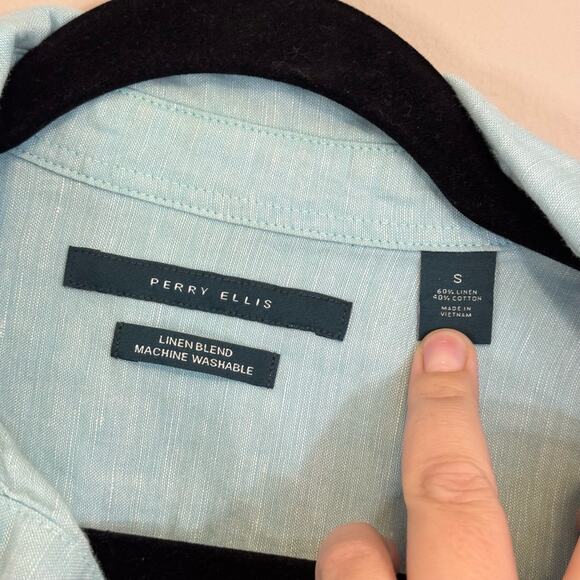 PERRY ELLIS
LINEN BLEND
MACHINE WASHABLE
S
60% LINEN
40% COTTON
MADE IN
VIETNAM